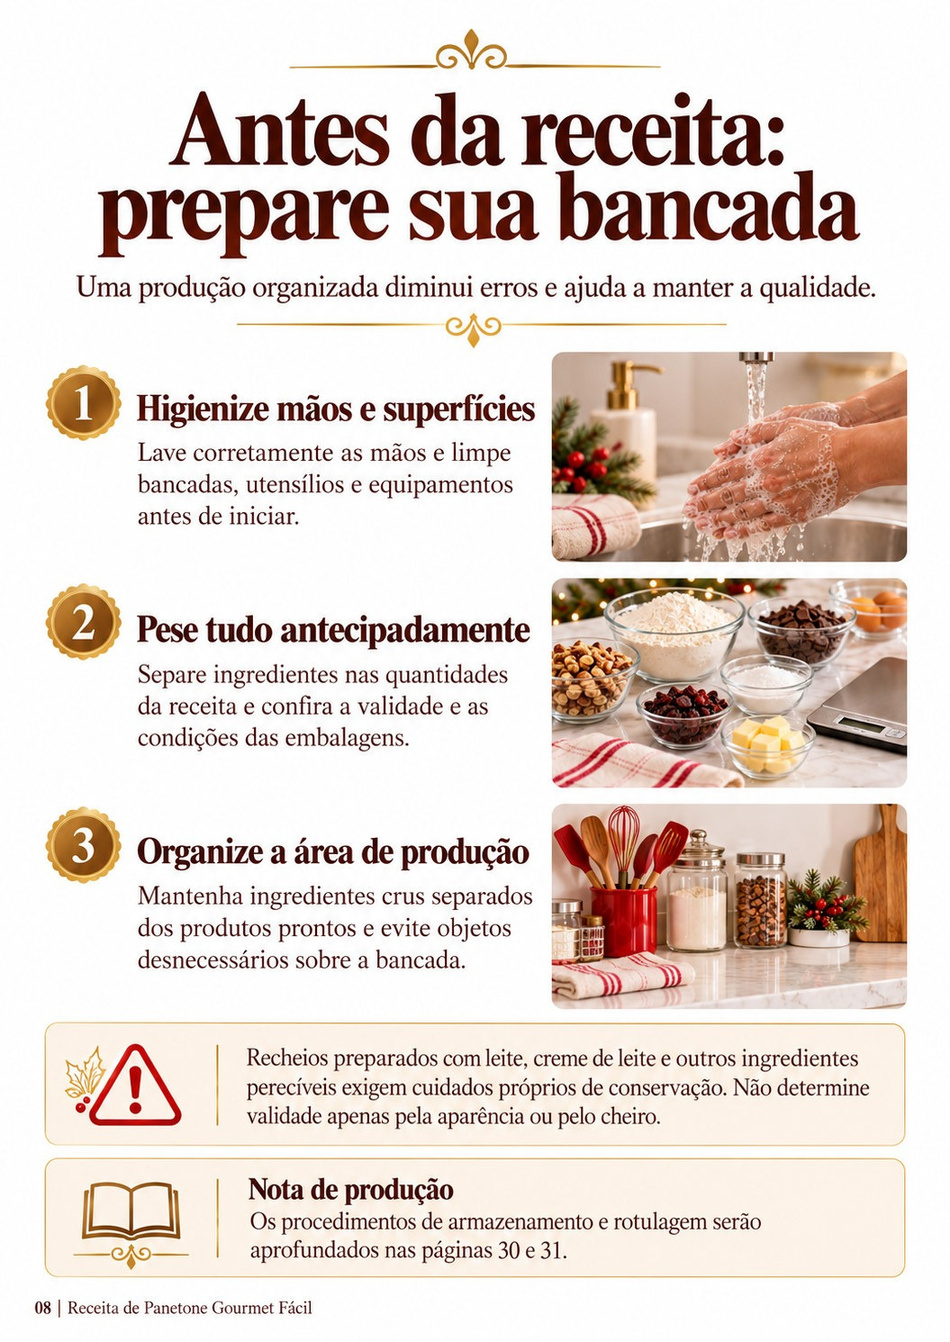 Antes da receita:
prepare sua bancada
Uma produção organizada diminui erros e ajuda a manter a qualidade.
1
Higienize mãos e superfícies
Lave corretamente as mãos e limpe
bancadas, utensílios e equipamentos
antes de iniciar.
2
Pese tudo antecipadamente
Separe ingredientes nas quantidades
da receita e confira a validade e as
condições das embalagens.
3
Organize a área de produção
Mantenha ingredientes crus separados
dos produtos prontos e evite objetos
desnecessários sobre a bancada.
Recheios preparados com leite, creme de leite e outros ingredientes
perecíveis exigem cuidados próprios de conservação. Não determine
validade apenas pela aparência ou pelo cheiro.
Nota de produção
Os procedimentos de armazenamento e rotulagem serão
aprofundados nas páginas 30 e 31.
08 | Receita de Panetone Gourmet Fácil